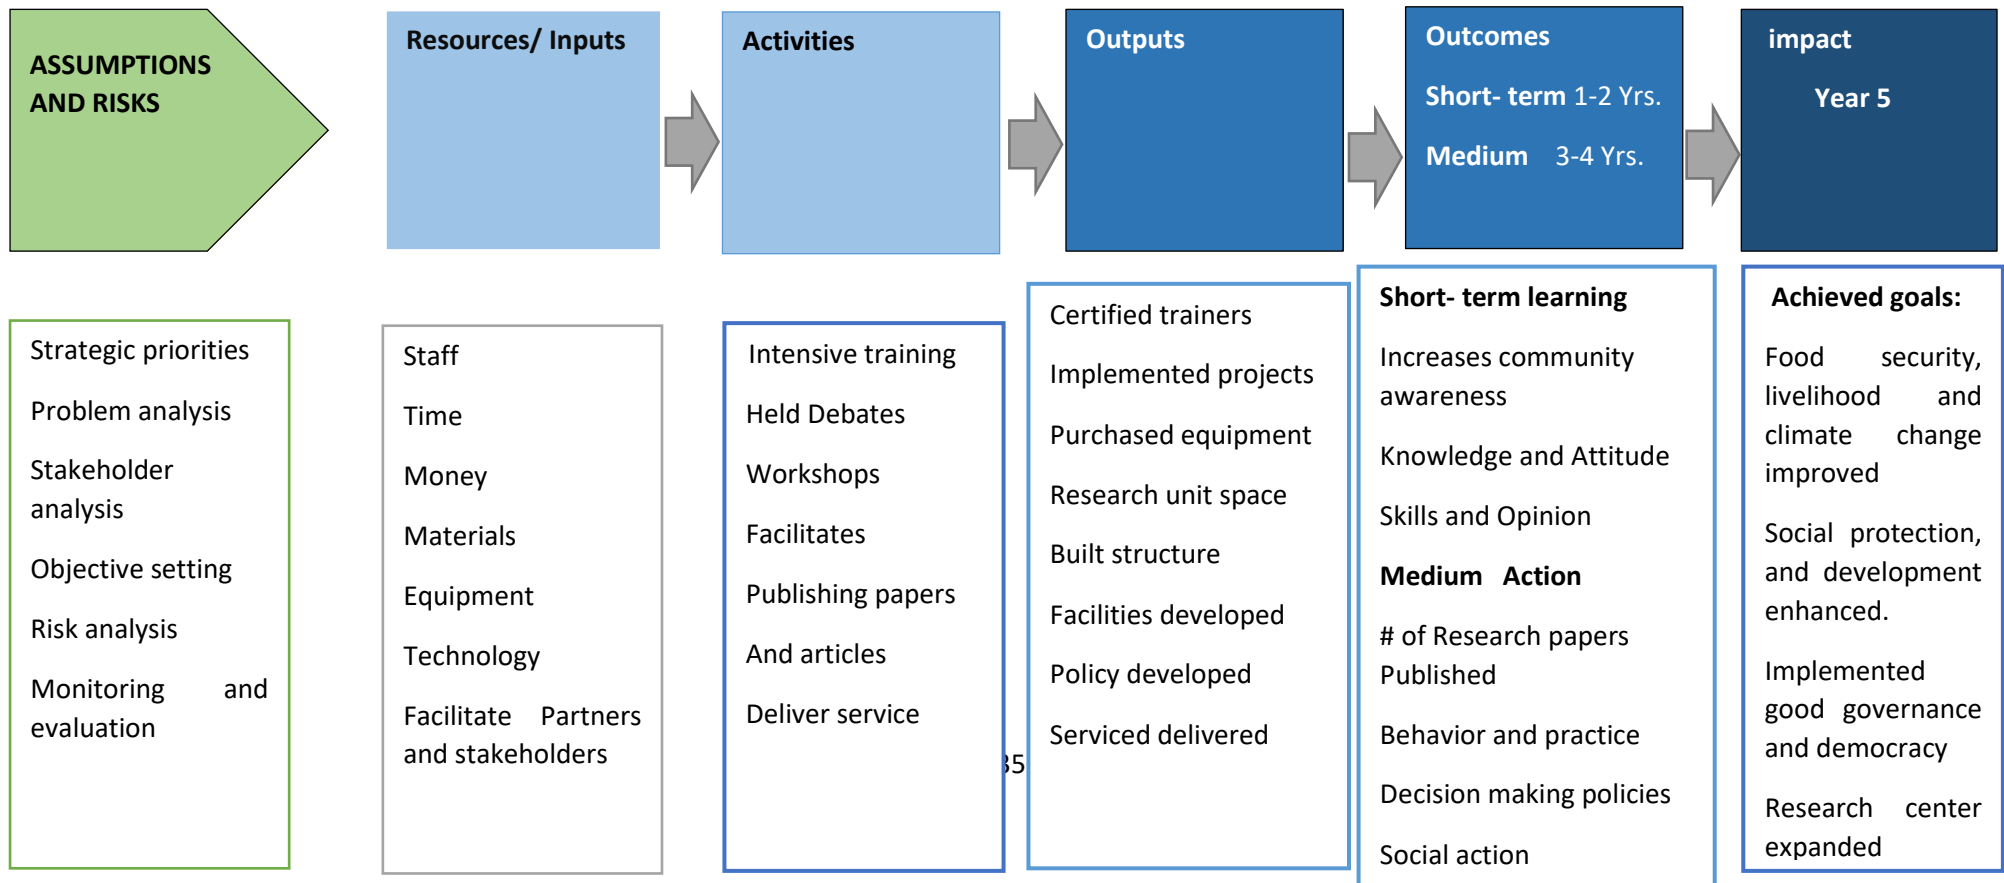 ASSUMPTIONS
AND RISKS
Resources/ Inputs
Activities
Outputs
Outcomes
Short- term 1-2 Yrs.
Medium 3-4 Yrs.
impact
Year 5
Strategic priorities
Problem analysis
Stakeholder
analysis
Objective setting
Risk analysis
Monitoring and
evaluation
Staff
Time
Money
Materials
Equipment
Technology
Facilitate Partners
and stakeholders
Intensive training
Held Debates
Workshops
Facilitates
Publishing papers
And articles
Deliver service
35
Certified trainers
Implemented projects
Purchased equipment
Research unit space
Built structure
Facilities developed
Policy developed
Serviced delivered
Short- term learning
Increases community
awareness
Knowledge and Attitude
Skills and Opinion
Medium Action
# of Research papers
Published
Behavior and practice
Decision making policies
Social action
Achieved goals:
Food security,
livelihood and
climate change
improved
Social protection,
and development
enhanced.
Implemented
good governance
and democracy
Research center
expanded